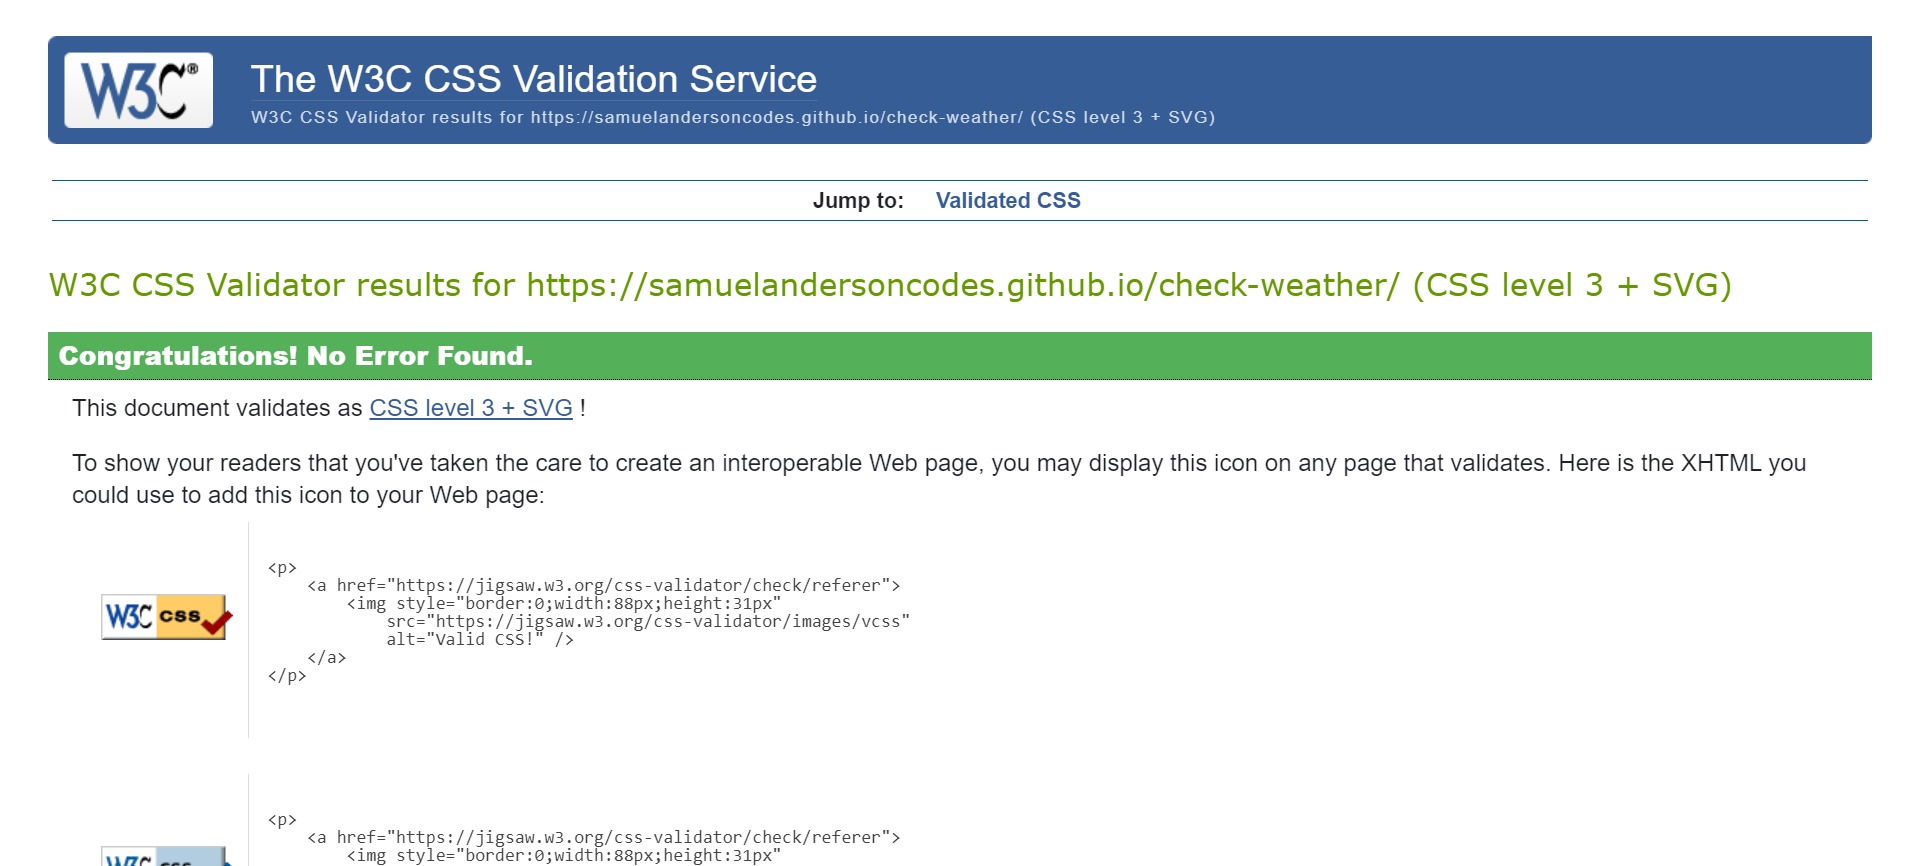 W3C®
The W3C CSS Validation Service
W3C CSS Validator results for https://samuelandersoncodes.github.io/check-weather/ (CSS level 3 + SVG)
Jump to: Validated CSS
W3C CSS Validator results for https://samuelandersoncodes.github.io/check-weather/ (CSS level 3 + SVG)
Congratulations! No Error Found.
This document validates as CSS level 3 + SVG !
To show your readers that you've taken the care to create an interoperable Web page, you may display this icon on any page that validates. Here is the XHTML you
could use to add this icon to your Web page:
<p>
    <a href="https://jigsaw.w3.org/css-validator/check/referer">
        <img style="border:0;width:88px;height:31px"
            src="https://jigsaw.w3.org/css-validator/images/vcss"
            alt="Valid CSS!" />
    </a>
</p>
W3C css
<p>
    <a href="https://jigsaw.w3.org/css-validator/check/referer">
        <img style="border:0;width:88px;height:31px"
W3C css